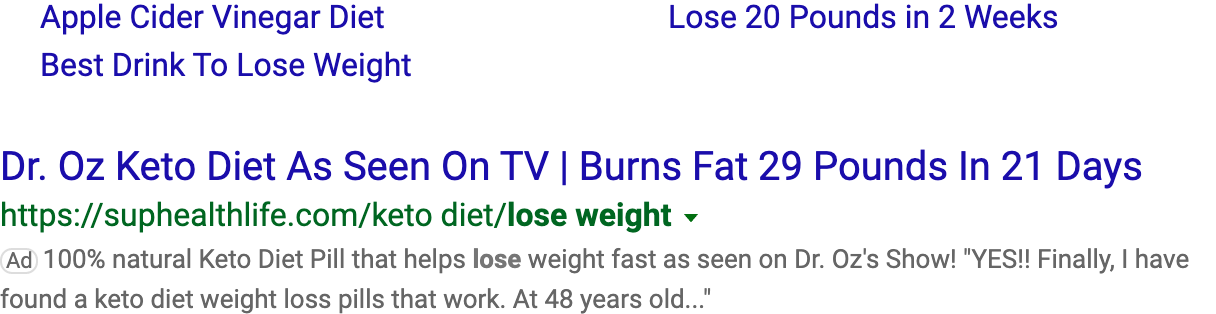 Apple Cider Vinegar Diet
Lose 20 Pounds in 2 Weeks
Best Drink To Lose Weight
Dr. Oz Keto Diet As Seen On TV | Burns Fat 29 Pounds In 21 Days
https://suphealthlife.com/keto diet/lose weight
Ad 100% natural Keto Diet Pill that helps lose weight fast as seen on Dr. Oz's Show! "YES!! Finally, I have
found a keto diet weight loss pills that work. At 48 years old..."